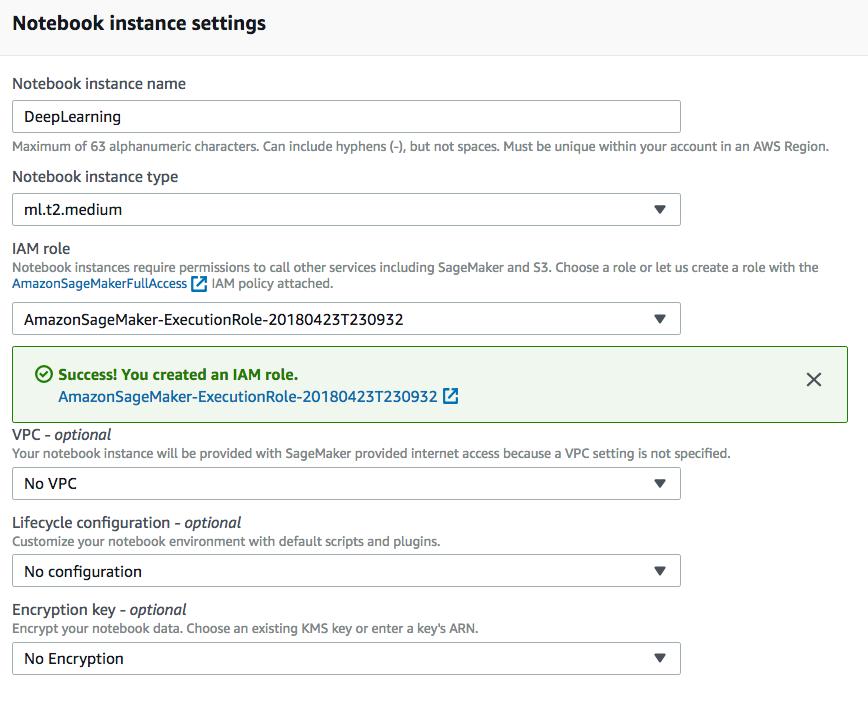 Notebook instance settings
Notebook instance name
DeepLearning
Maximum of 63 alphanumeric characters. Can include hyphens (-), but not spaces. Must be unique within your account in an AWS Region.
Notebook instance type
ml.t2.medium
IAM role
Notebook instances require permissions to call other services including SageMaker and S3. Choose a role or let us create a role with the
AmazonSageMakerFullAccess IAM policy attached.
AmazonSageMaker-ExecutionRole-20180423T230932
Success! You created an IAM role.
AmazonSageMaker-ExecutionRole-20180423T230932
VPC - optional
Your notebook instance will be provided with SageMaker provided internet access because a VPC setting is not specified.
No VPC
Lifecycle configuration - optional
Customize your notebook environment with default scripts and plugins.
No configuration
Encryption key - optional
Encrypt your notebook data. Choose an existing KMS key or enter a key's ARN.
No Encryption